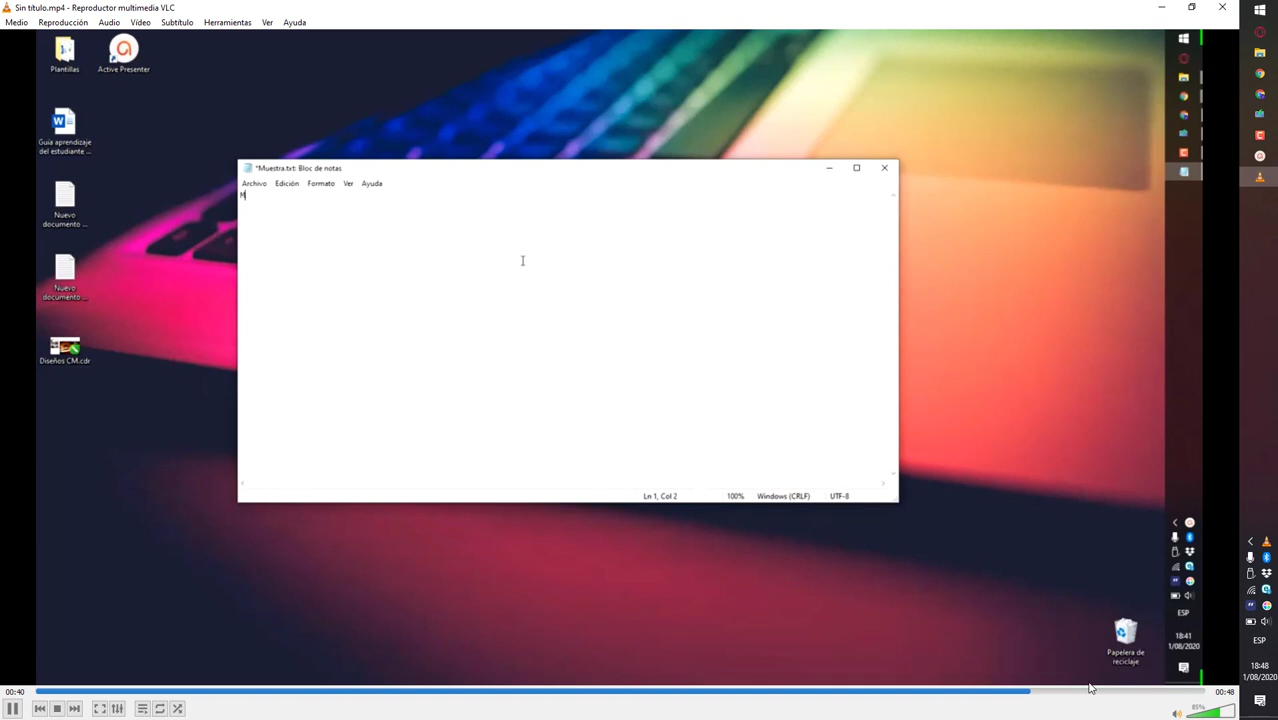 Sin título.mp4 - Reproductor multimedia VLC
Medio Reproducción Audio Vídeo Subtítulo Herramientas Ver Ayuda
Plantillas
Active Presenter
Guía aprendizaje
del estudiante ...
Nuevo
documento ...
Nuevo
documento ...
Diseños CM.cdr
*Muestra.txt: Bloc de notas
Archivo Edición Formato Ver Ayuda
M
Ln 1, Col 2 100% Windows (CRLF) UTF-8
Papelera de
reciclaje
ESP
18:41
1/08/2020
ESP
18:48
1/08/2020
00:40
00:48
85%